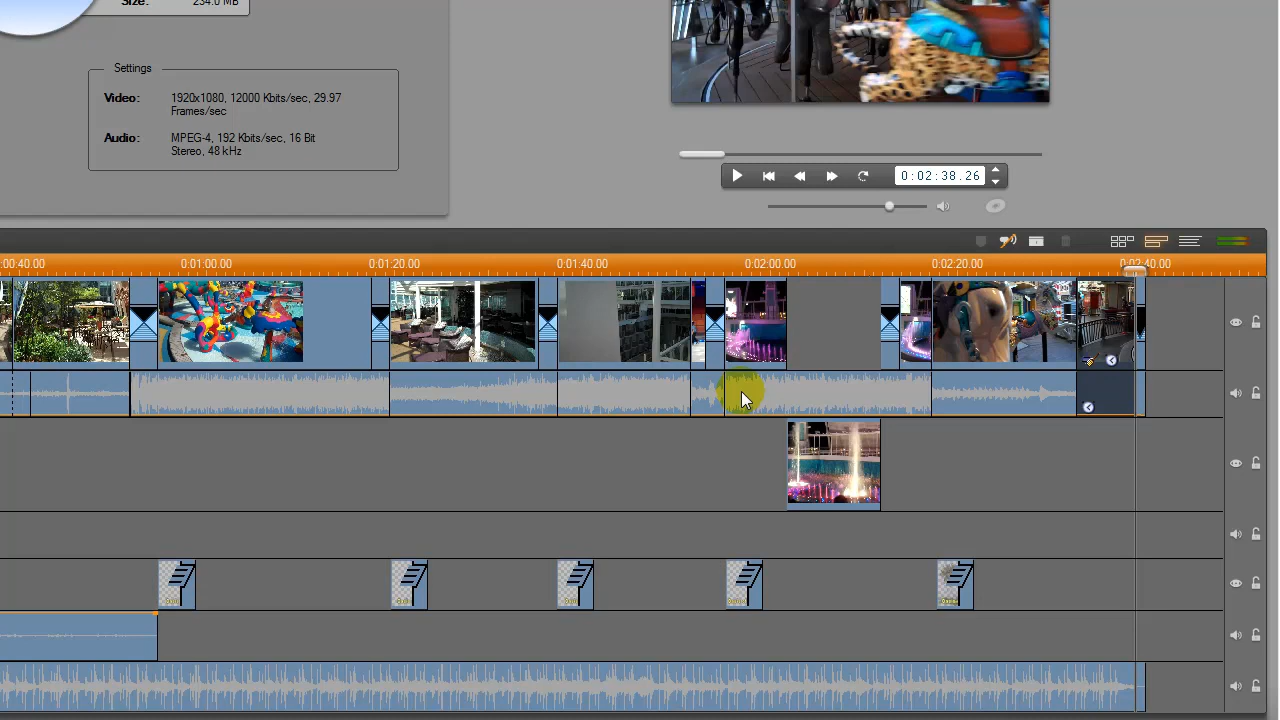 Size: 234.0 MB
Settings
Video: 1920x1080, 12000 Kbits/sec, 29.97
Frames/sec
Audio: MPEG-4, 192 Kbits/sec, 16 Bit
Stereo, 48 kHz
0:02:38.26
:00:40.00 0:01:00.00 0:01:20.00 0:01:40.00 0:02:00.00 0:02:20.00 0:02:40.00